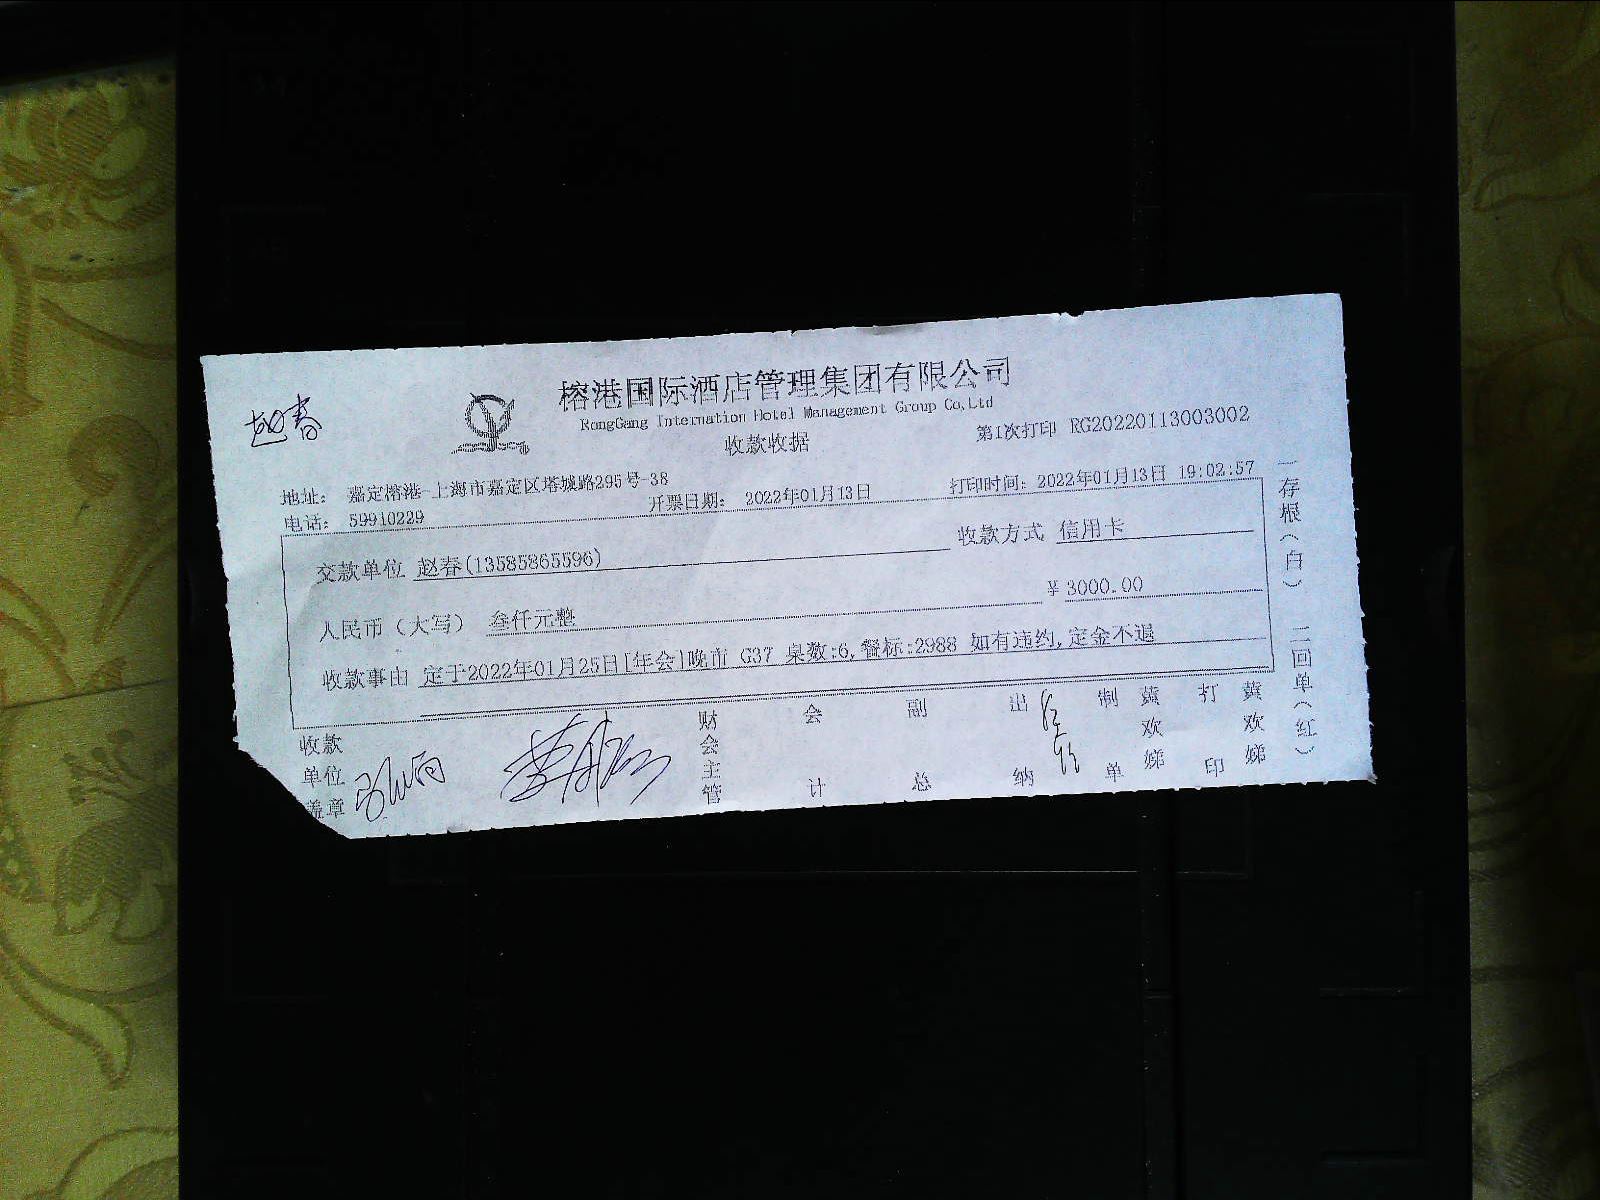 赵春
榕港国际酒店管理集团有限公司
RongGang Internation Hotel Management Group Co,Ltd
收款收据
第1次打印 RG20220113003002
地址： 嘉定榕港-上海市嘉定区塔城路295号-38
电话： 59910229
开票日期： 2022年01月13日
打印时间：2022年01月13日 19:02:57
交款单位 赵春(13585865596)
收款方式 信用卡
人民币（大写） 叁仟元整
￥3000.00
收款事由 定于2022年01月25日[年会]晚市 G37 桌数:6,餐标:2988 如有违约,定金不退
收款单位盖章
财会主管
会计
副总
出纳
制单
欢娣
打印
欢娣
一存根（白） 二回单（红）